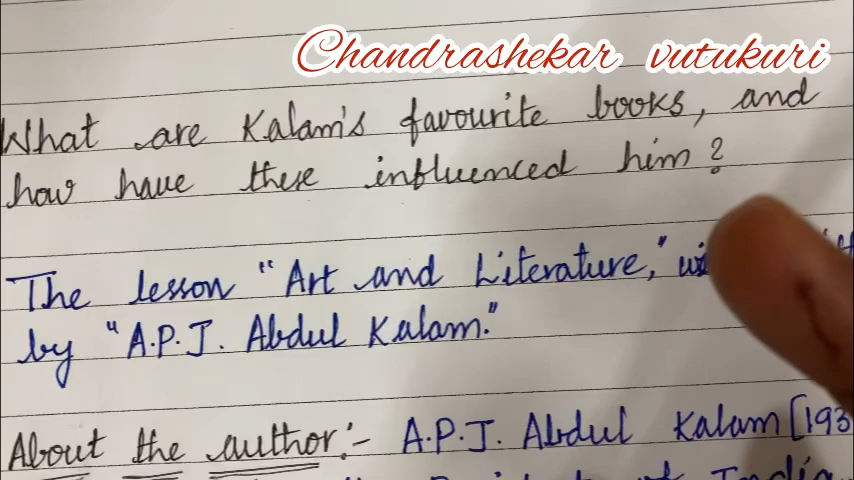 Chandrashekar vutukuri
What are Kalam's favourite books, and
how have these influenced him?
The lesson "Art and Literature,"
by "A.P.J. Abdul Kalam."
About the author:- A.P.J. Abdul Kalam [193
India